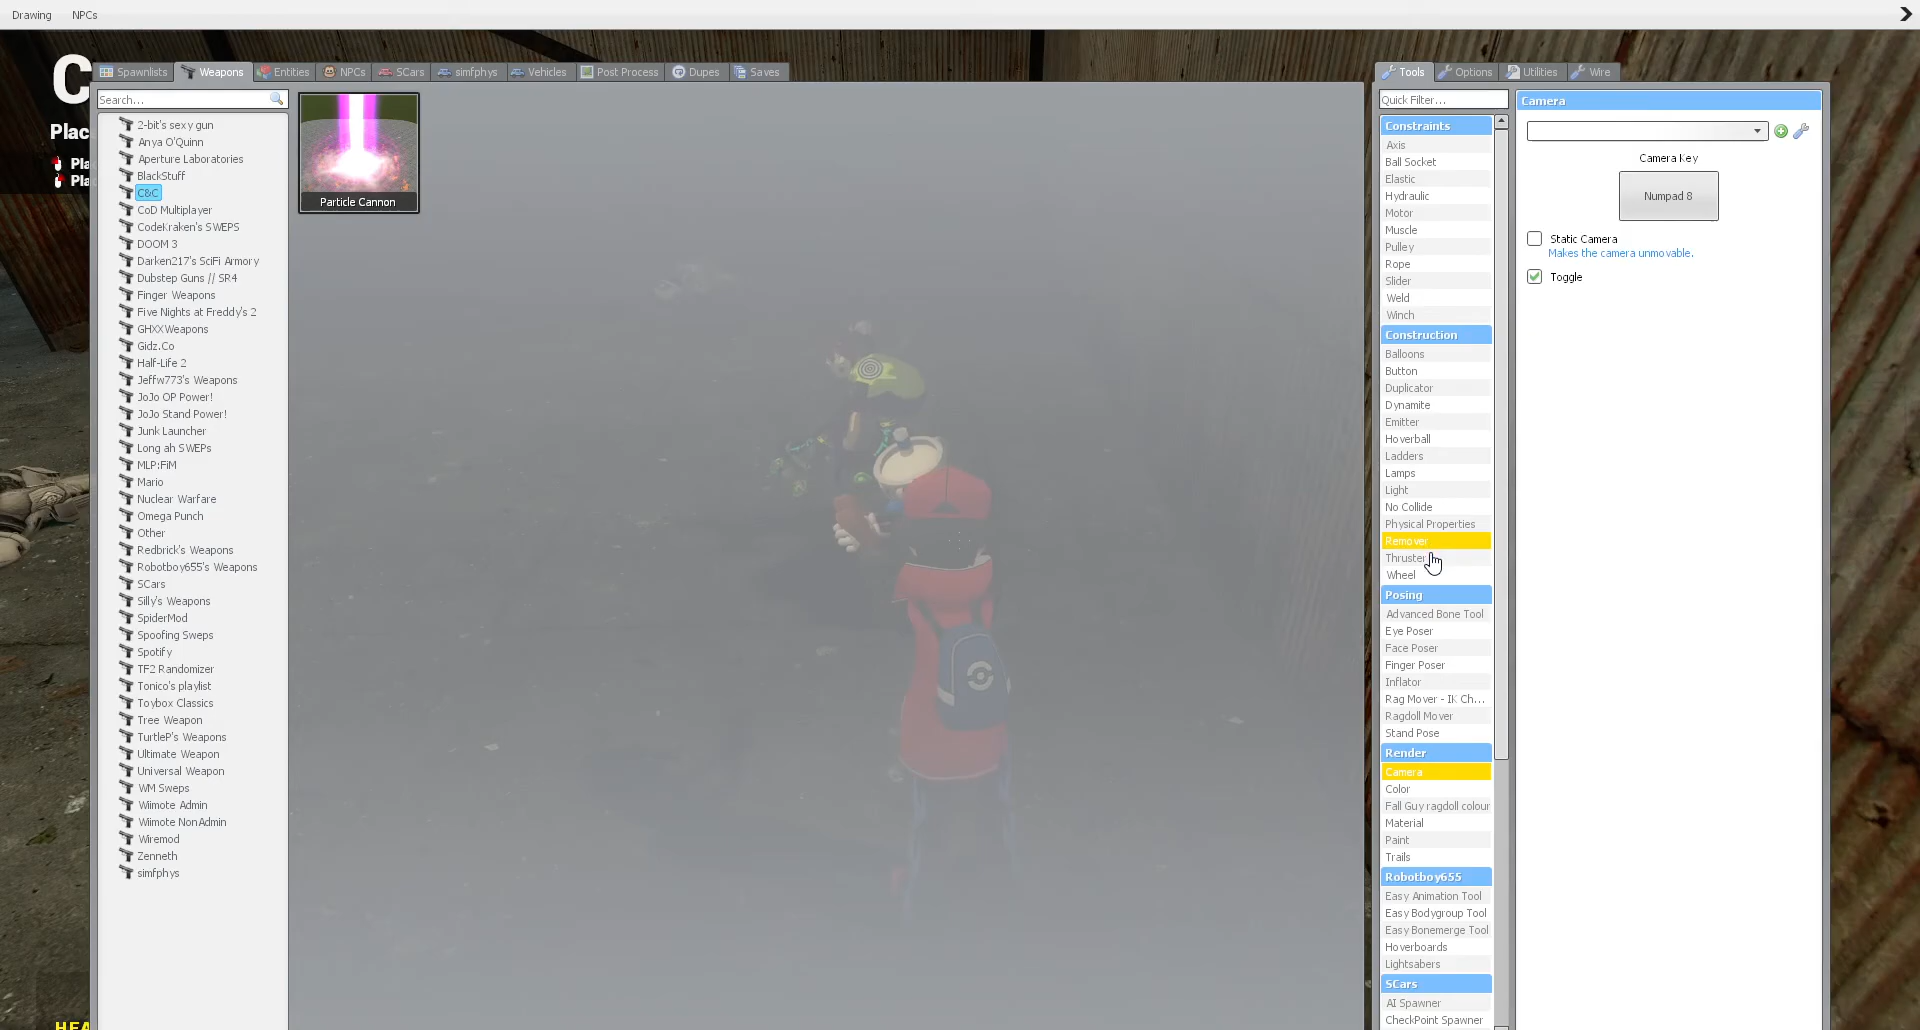 Drawing NPCs
C
Plac
Pla
Pla
HEA
Spawnlists Weapons Entities NPCs SCars simfphys Vehicles Post Process Dupes Saves
Search...
2-bit's sexy gun
Anya O'Quinn
Aperture Laboratories
BlackStuff
C&C
CoD Multiplayer
CodeKraken's SWEPS
DOOM 3
Darken217's SciFi Armory
Dubstep Guns // SR4
Finger Weapons
Five Nights at Freddy's 2
GHXXWeapons
Gidz.Co
Half-Life 2
Jeffw773's Weapons
JoJo OP Power!
JoJo Stand Power!
Junk Launcher
Long ah SWEPs
MLP:FiM
Mario
Nuclear Warfare
Omega Punch
Other
Redbrick's Weapons
Robotboy655's Weapons
SCars
Silly's Weapons
SpiderMod
Spoofing Sweps
Spotify
TF2 Randomizer
Tonico's playlist
Toybox Classics
Tree Weapon
TurtleP's Weapons
Ultimate Weapon
Universal Weapon
WM Sweps
Wiimote Admin
Wiimote NonAdmin
Wiremod
Zenneth
simfphys
Particle Cannon
Tools Options Utilities Wire
Quick Filter...
Constraints
Axis
Ball Socket
Elastic
Hydraulic
Motor
Muscle
Pulley
Rope
Slider
Weld
Winch
Construction
Balloons
Button
Duplicator
Dynamite
Emitter
Hoverball
Ladders
Lamps
Light
No Collide
Physical Properties
Remover
Thruster
Wheel
Posing
Advanced Bone Tool
Eye Poser
Face Poser
Finger Poser
Inflator
Rag Mover - IK Ch...
Ragdoll Mover
Stand Pose
Render
Camera
Color
Fall Guy ragdoll colour
Material
Paint
Trails
Robotboy655
Easy Animation Tool
Easy Bodygroup Tool
Easy Bonemerge Tool
Hoverboards
Lightsabers
SCars
AI Spawner
CheckPoint Spawner
Camera
Camera Key
Numpad 8
Static Camera
Makes the camera unmovable.
Toggle